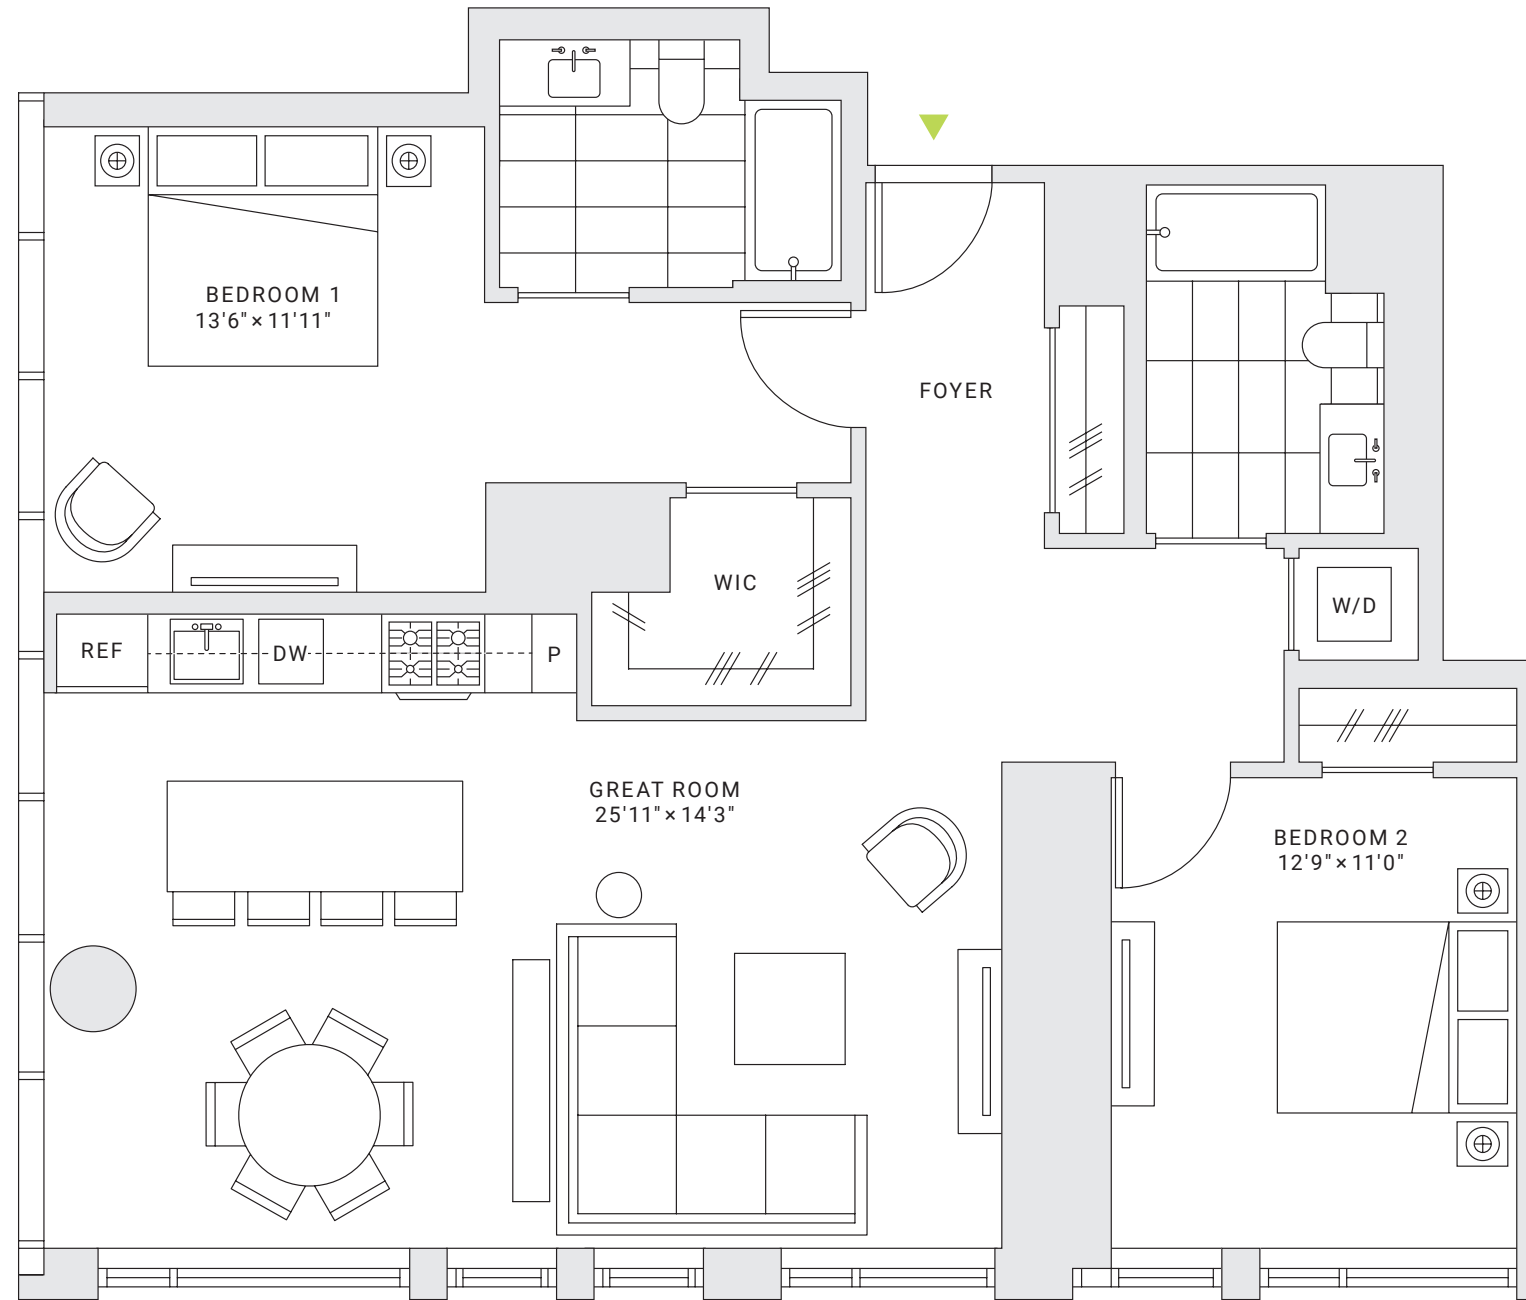 BEDROOM 1
13'6" × 11'11"
FOYER
WIC
W/D
REF
DW
P
GREAT ROOM
25'11" × 14'3"
BEDROOM 2
12'9" × 11'0"